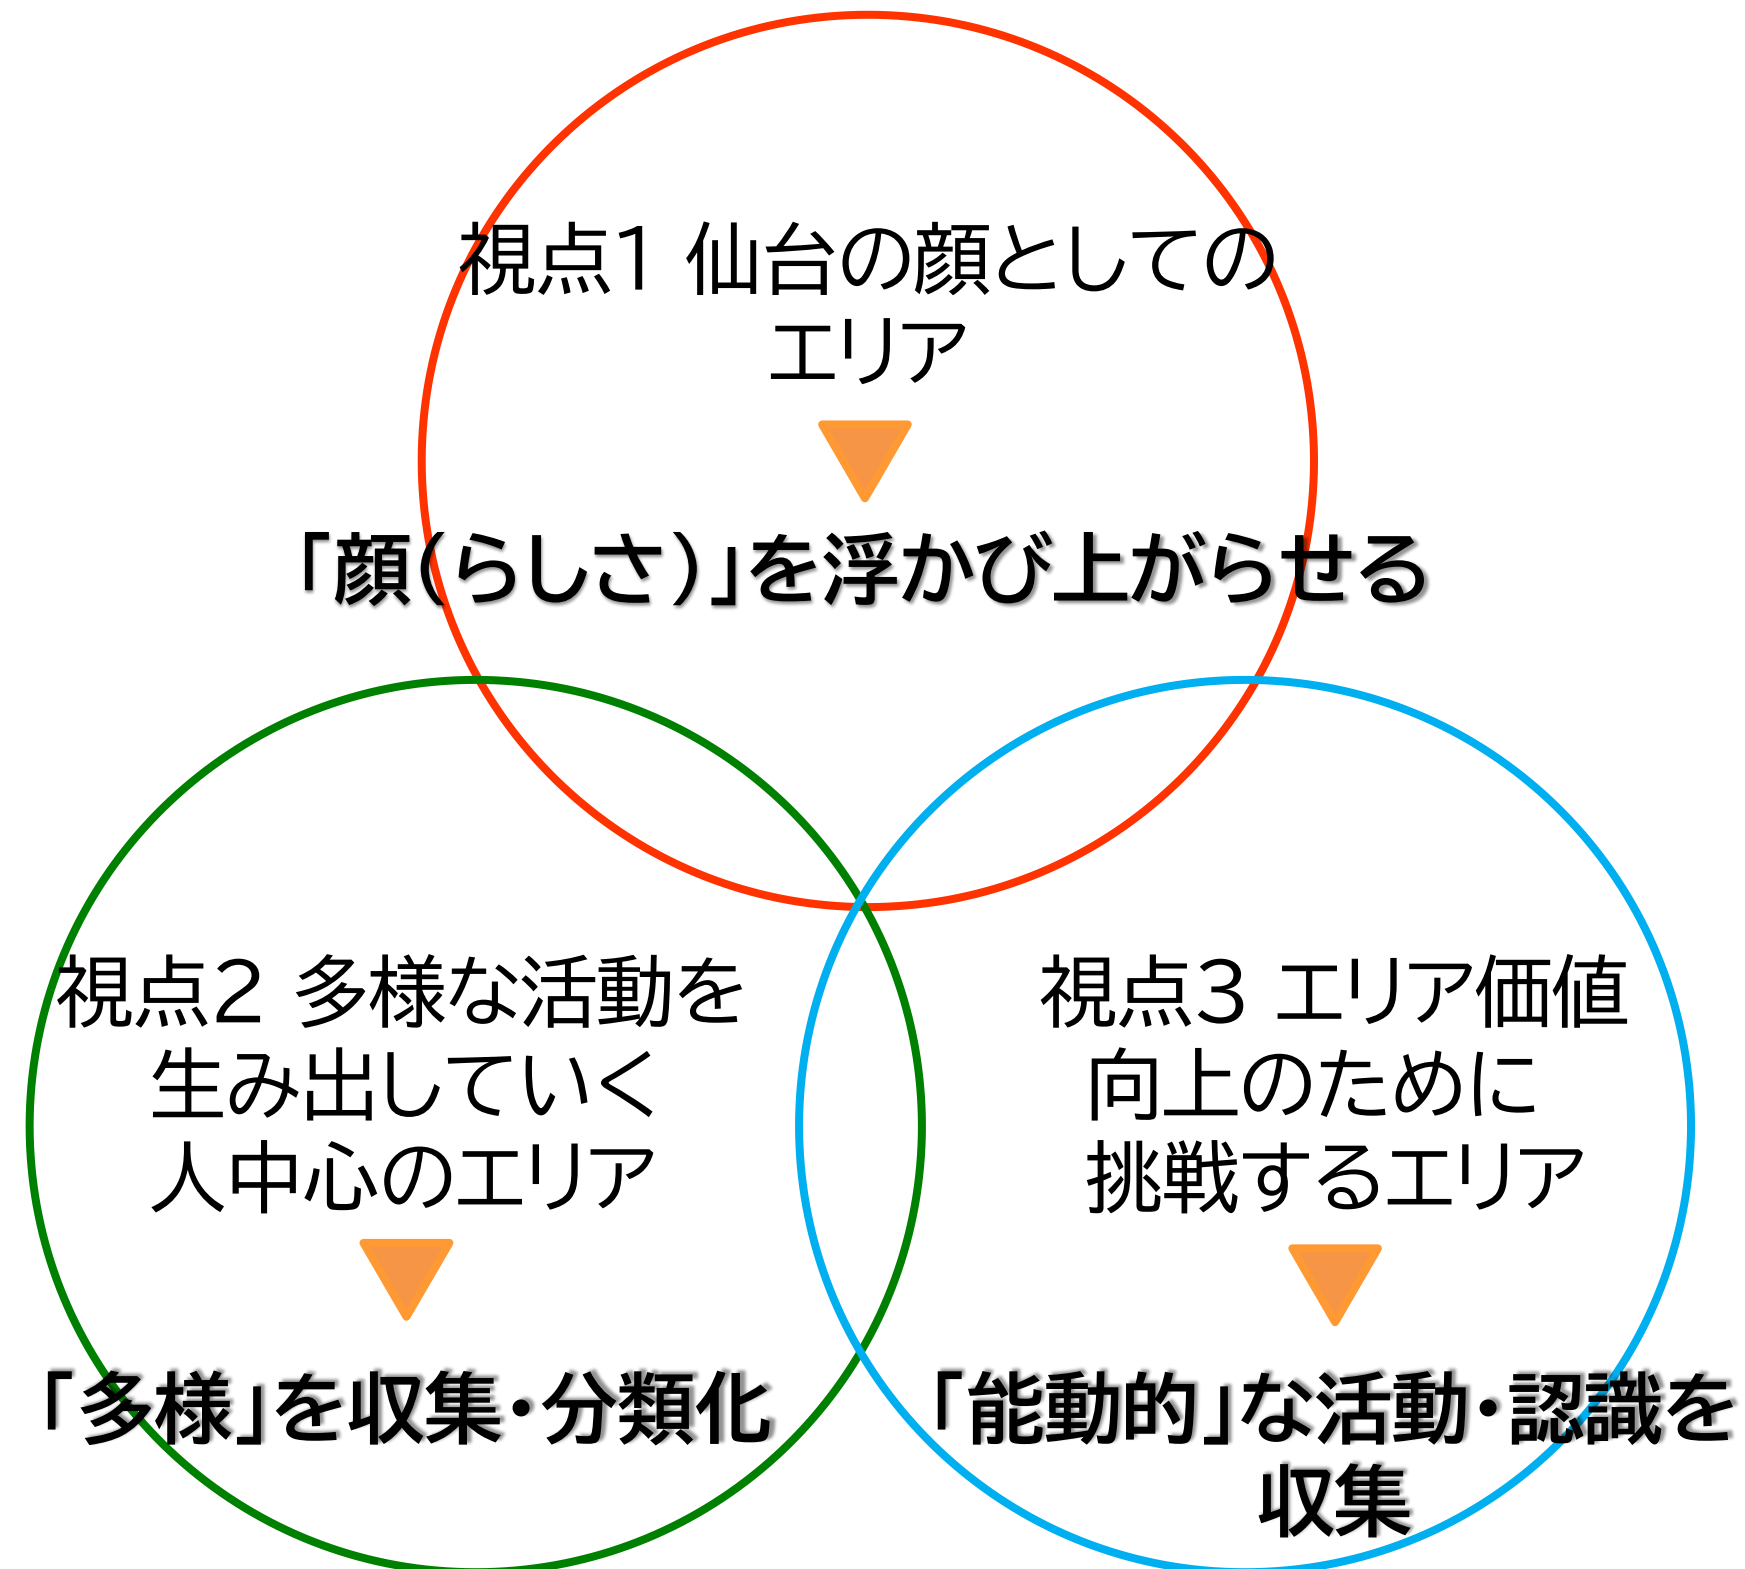 視点1 仙台の顔としての
エリア
「顔（らしさ）」を浮かび上がらせる
視点2 多様な活動を
生み出していく
人中心のエリア
「多様」を収集・分類化
視点3 エリア価値
向上のために
挑戦するエリア
「能動的」な活動・認識を
収集